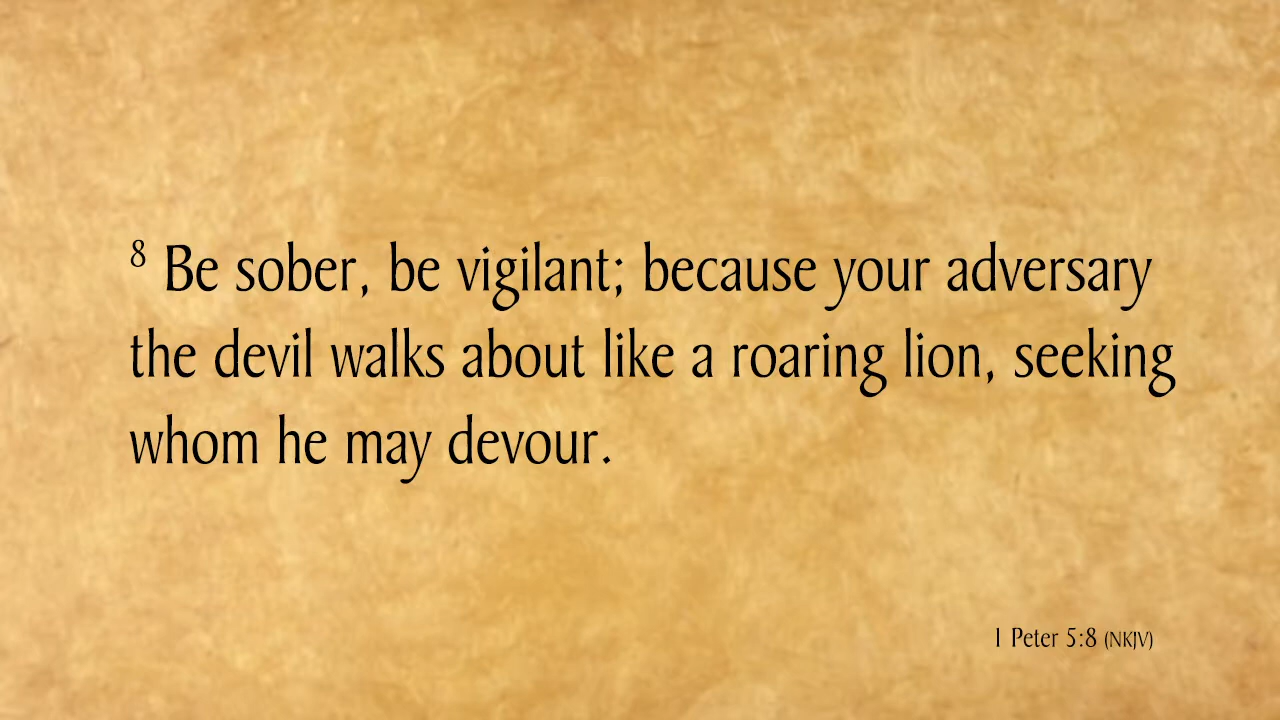 8 Be sober, be vigilant; because your adversary
the devil walks about like a roaring lion, seeking
whom he may devour.
1 Peter 5:8 (NKJV)